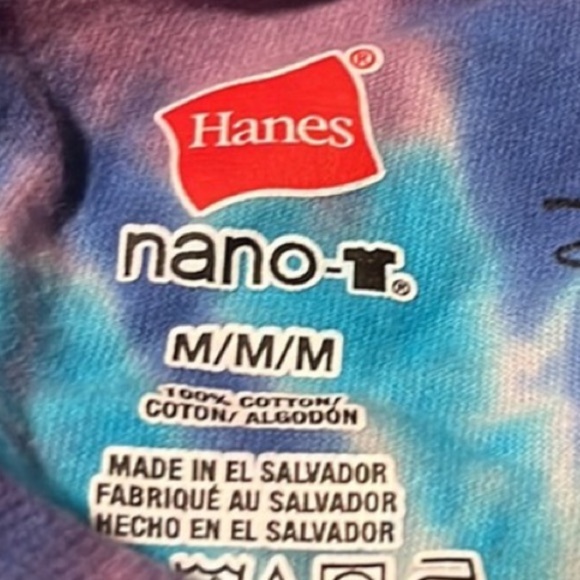 Hanes®
nano-T®
M/M/M
100% COTTON/
COTON/ ALGODÓN
MADE IN EL SALVADOR
FABRIQUÉ AU SALVADOR
HECHO EN EL SALVADOR